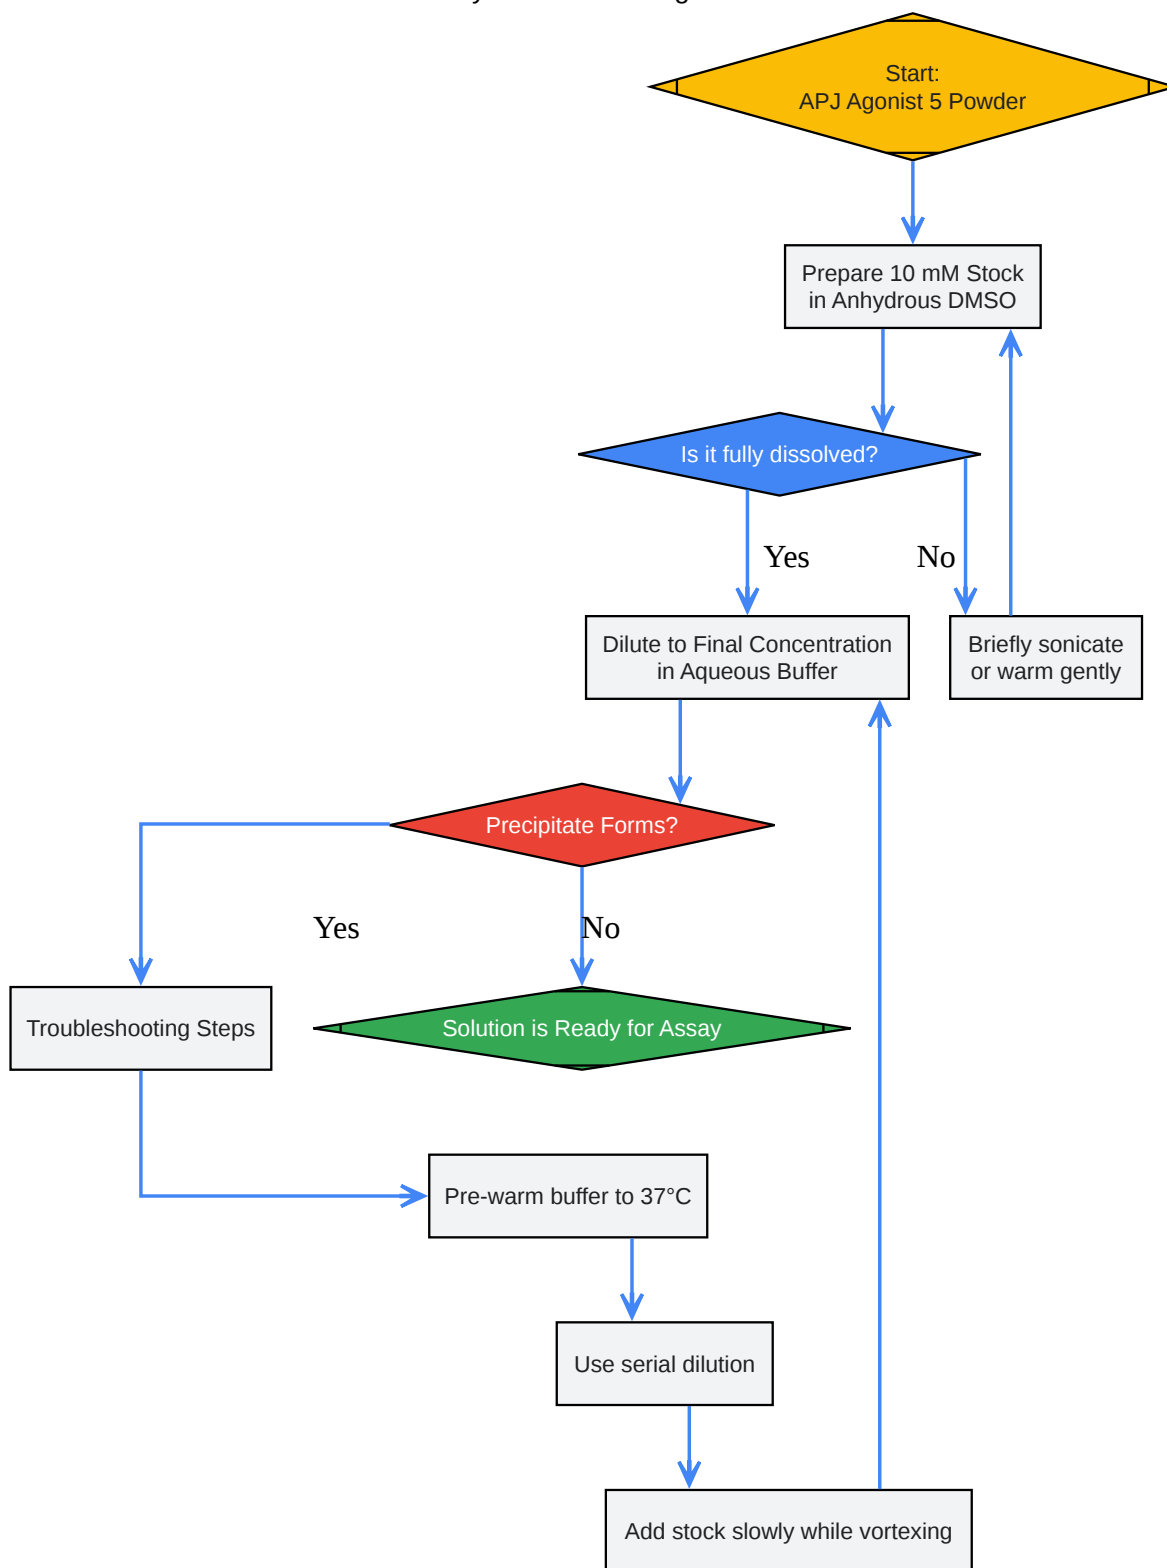 Start:
APJ Agonist 5 Powder
Prepare 10 mM Stock
in Anhydrous DMSO
Is it fully dissolved?
Yes
No
Dilute to Final Concentration
in Aqueous Buffer
Briefly sonicate
or warm gently
Precipitate Forms?
Yes
No
Troubleshooting Steps
Solution is Ready for Assay
Pre-warm buffer to 37°C
Use serial dilution
Add stock slowly while vortexing